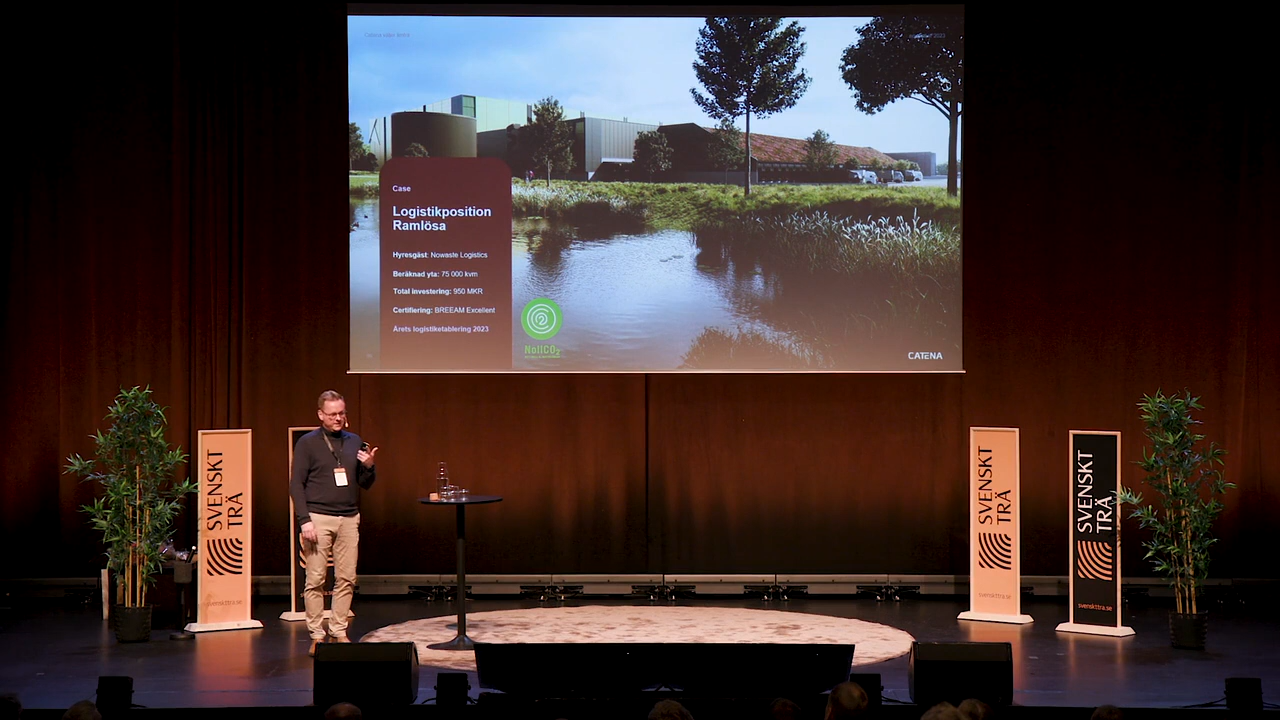 Case
Logistikposition
Ramlösa
Hyresgäst: Nowaste Logistics
Beräknad yta: 75 000 kvm
Total investering: 950 MKR
Certifiering: BREEAM Excellent
Årets logistiketablering 2023
NollCO2
CATENA
SVENSKT
TRÄ
svenskttra.se
SVENSKT
TRÄ
svenskttra.se
SVENSKT
TRÄ
svenskttra.se